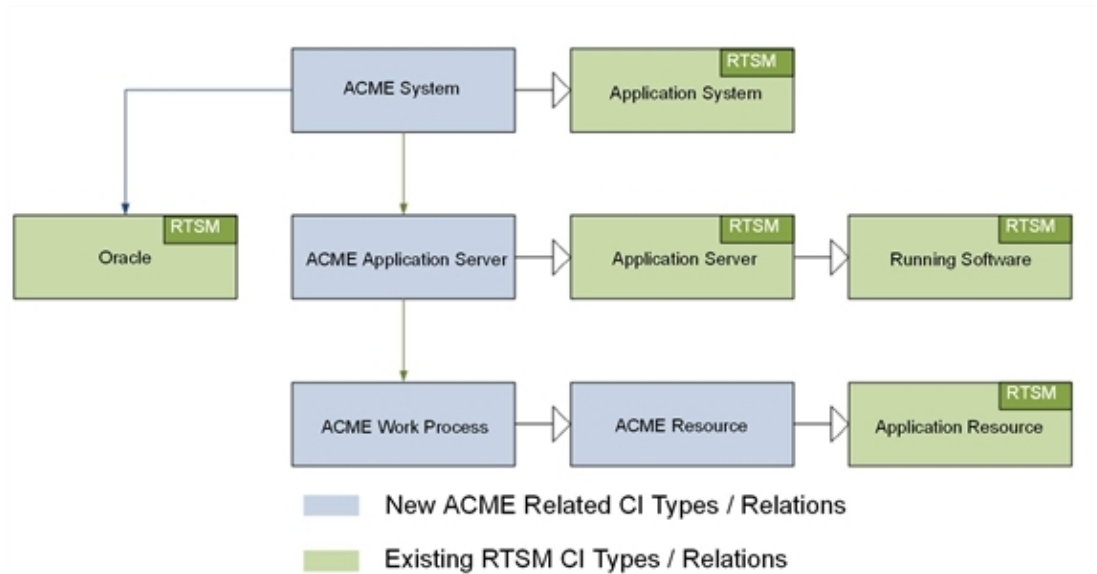 RTSM
ACME System
Application System
RTSM
Oracle
ACME Application Server
RTSM
Application Server
RTSM
Running Software
ACME Work Process
ACME Resource
RTSM
Application Resource
New ACME Related CI Types / Relations
Existing RTSM CI Types / Relations